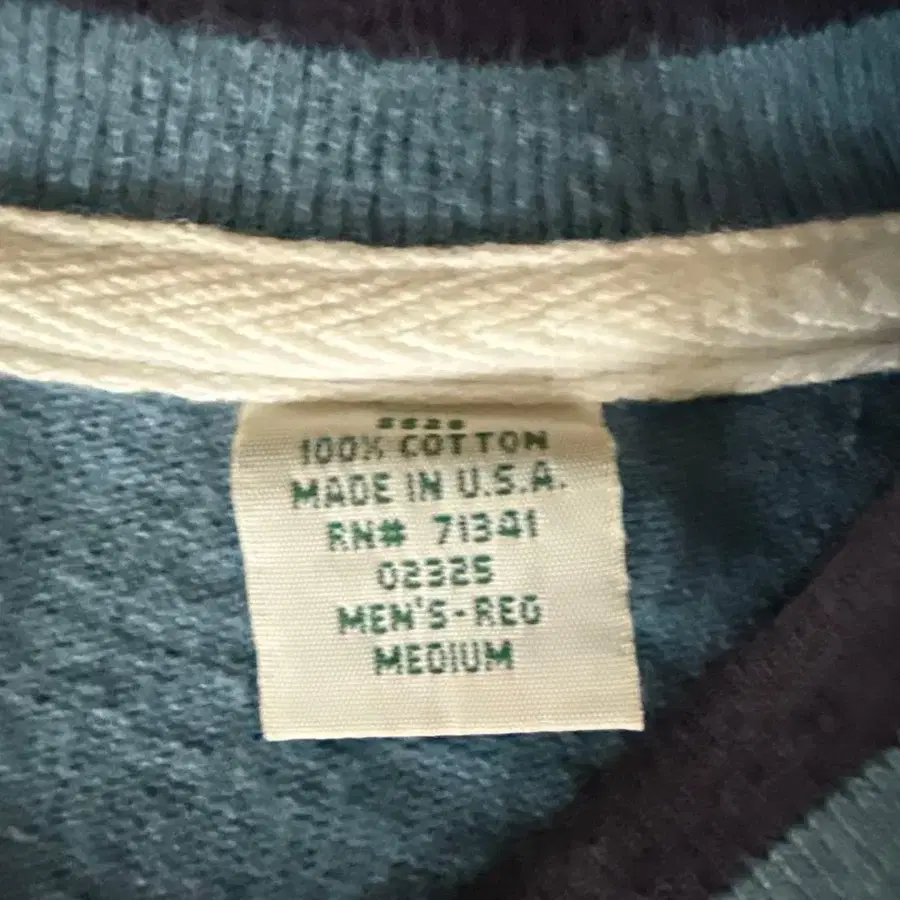 100% COTTON
MADE IN U.S.A.
RN# 71341
02325
MEN'S-REG
MEDIUM